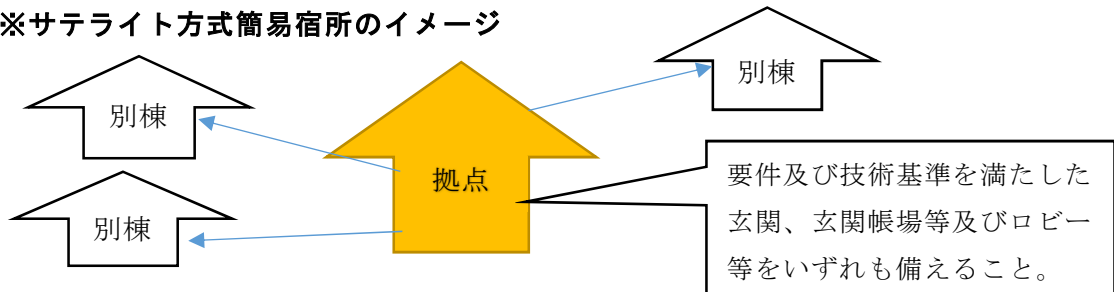 ※サテライト方式簡易宿所のイメージ
別棟
別棟
拠点
別棟
要件及び技術基準を満たした
玄関、玄関帳場等及びロビー
等をいずれも備えること。